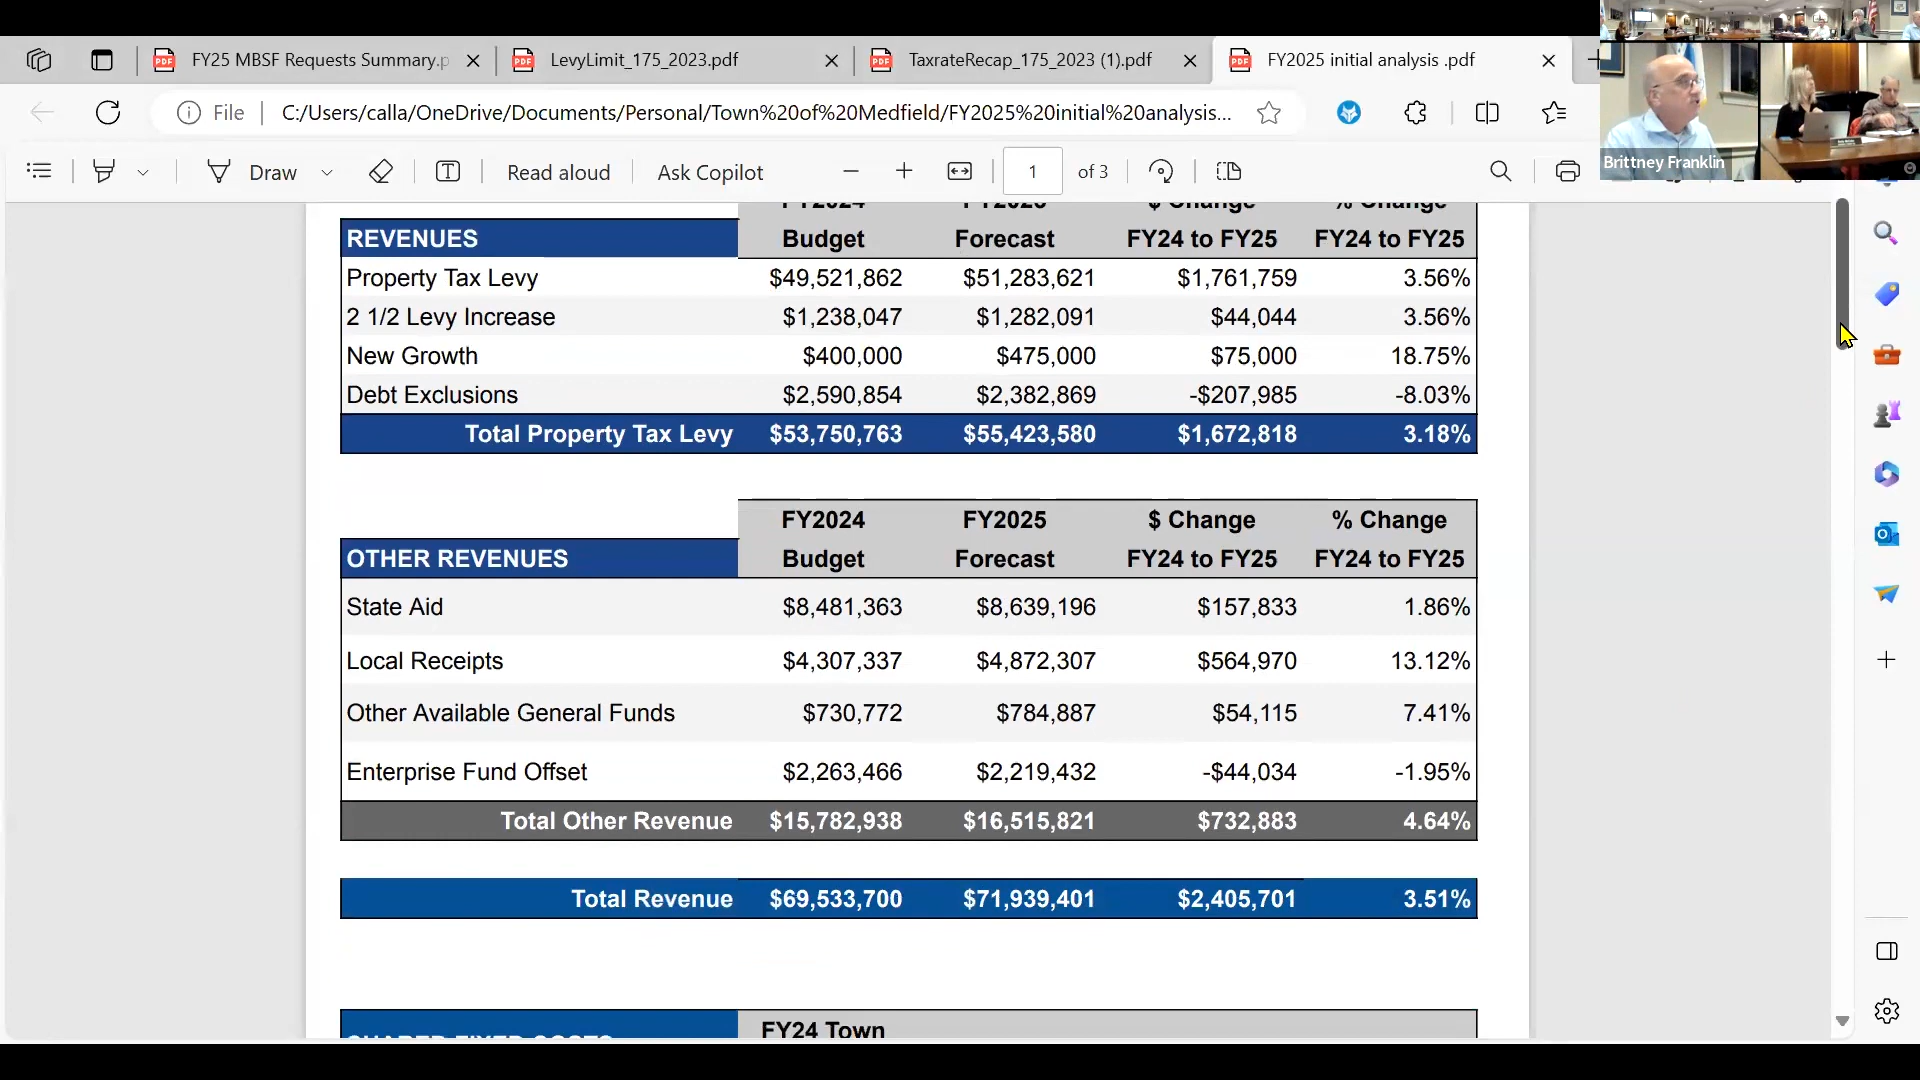 FY25 MBSF Requests Summary.p
LevyLimit_175_2023.pdf
TaxrateRecap_175_2023 (1).pdf
FY2025 initial analysis .pdf
File
C:/Users/calla/OneDrive/Documents/Personal/Town%20of%20Medfield/FY2025%20initial%20analysis...
Brittney Franklin
Draw
Read aloud
Ask Copilot
1 of 3
FY2024 FY2025 $ Change % Change
REVENUES Budget Forecast FY24 to FY25 FY24 to FY25
Property Tax Levy $49,521,862 $51,283,621 $1,761,759 3.56%
2 1/2 Levy Increase $1,238,047 $1,282,091 $44,044 3.56%
New Growth $400,000 $475,000 $75,000 18.75%
Debt Exclusions $2,590,854 $2,382,869 -$207,985 -8.03%
Total Property Tax Levy $53,750,763 $55,423,580 $1,672,818 3.18%
FY2024 FY2025 $ Change % Change
OTHER REVENUES Budget Forecast FY24 to FY25 FY24 to FY25
State Aid $8,481,363 $8,639,196 $157,833 1.86%
Local Receipts $4,307,337 $4,872,307 $564,970 13.12%
Other Available General Funds $730,772 $784,887 $54,115 7.41%
Enterprise Fund Offset $2,263,466 $2,219,432 -$44,034 -1.95%
Total Other Revenue $15,782,938 $16,515,821 $732,883 4.64%
Total Revenue $69,533,700 $71,939,401 $2,405,701 3.51%
FY24 Town
SHARED FIXED COSTS